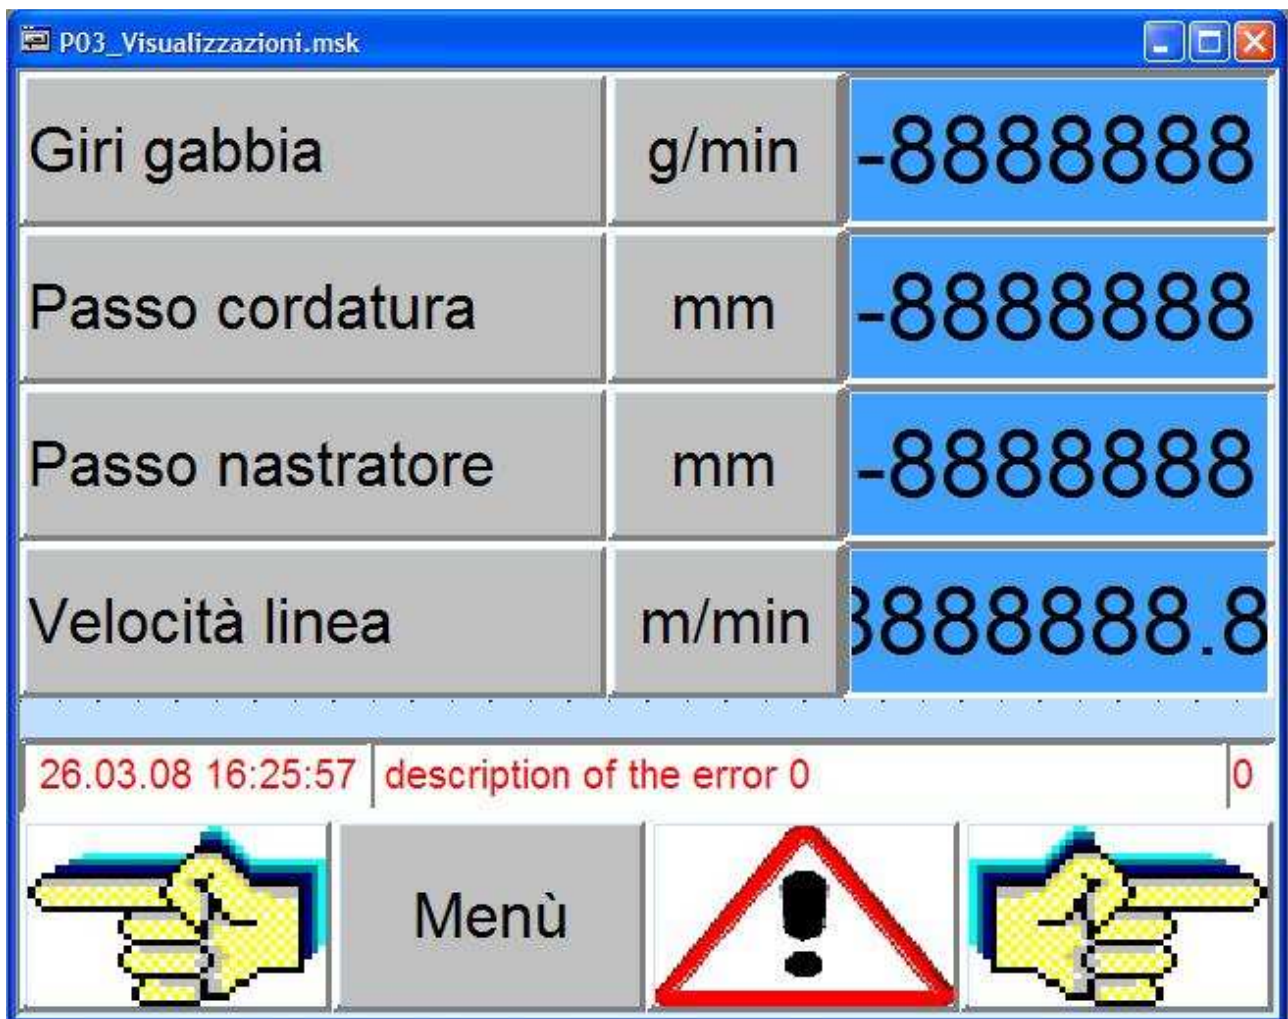 P03_Visualizzazioni.msk
Giri gabbia g/min -8888888
Passo cordatura mm -8888888
Passo nastratore mm -8888888
Velocità linea m/min 8888888.8
26.03.08 16:25:57 description of the error 0 0
Menù